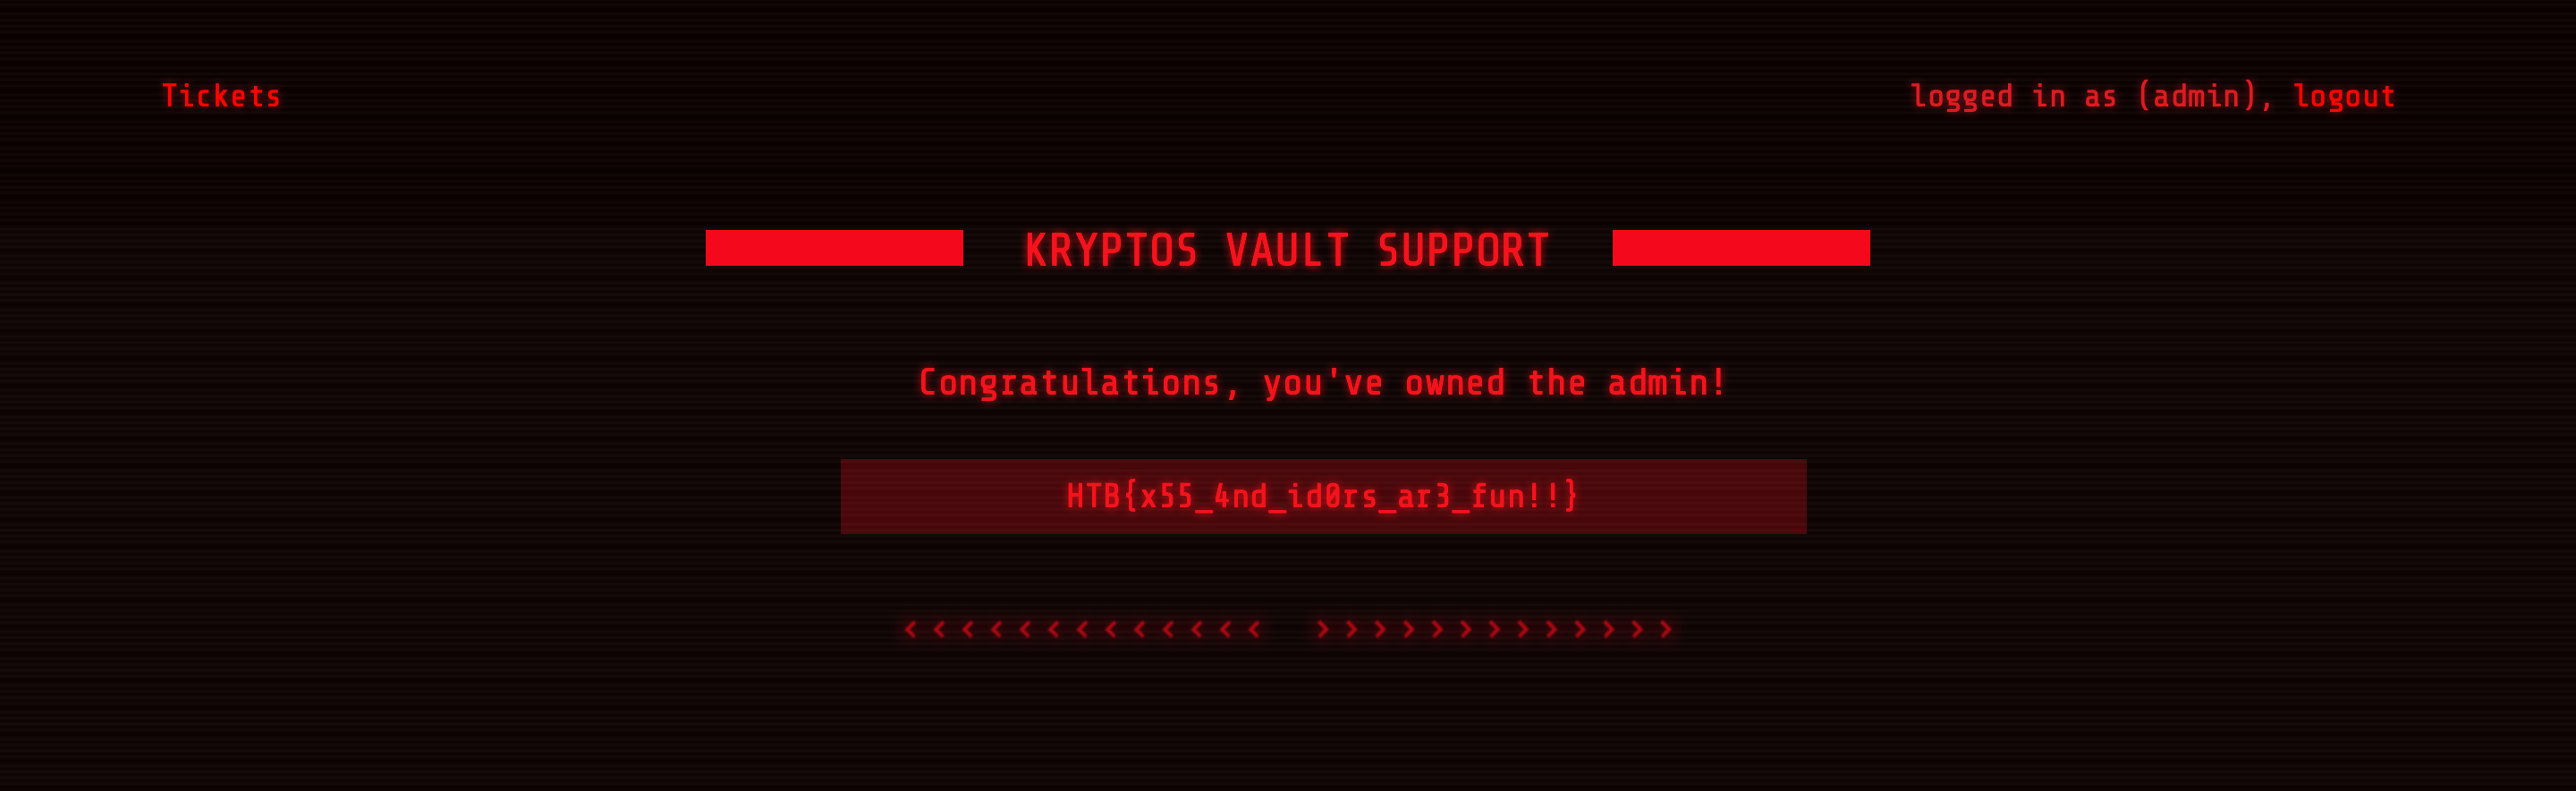 Tickets
logged in as (admin), logout
KRYPTOS VAULT SUPPORT
Congratulations, you've owned the admin!
HTB{x55_4nd_id0rs_ar3_fun!!}
<<<<<<<<<<<<< >>>>>>>>>>>>>